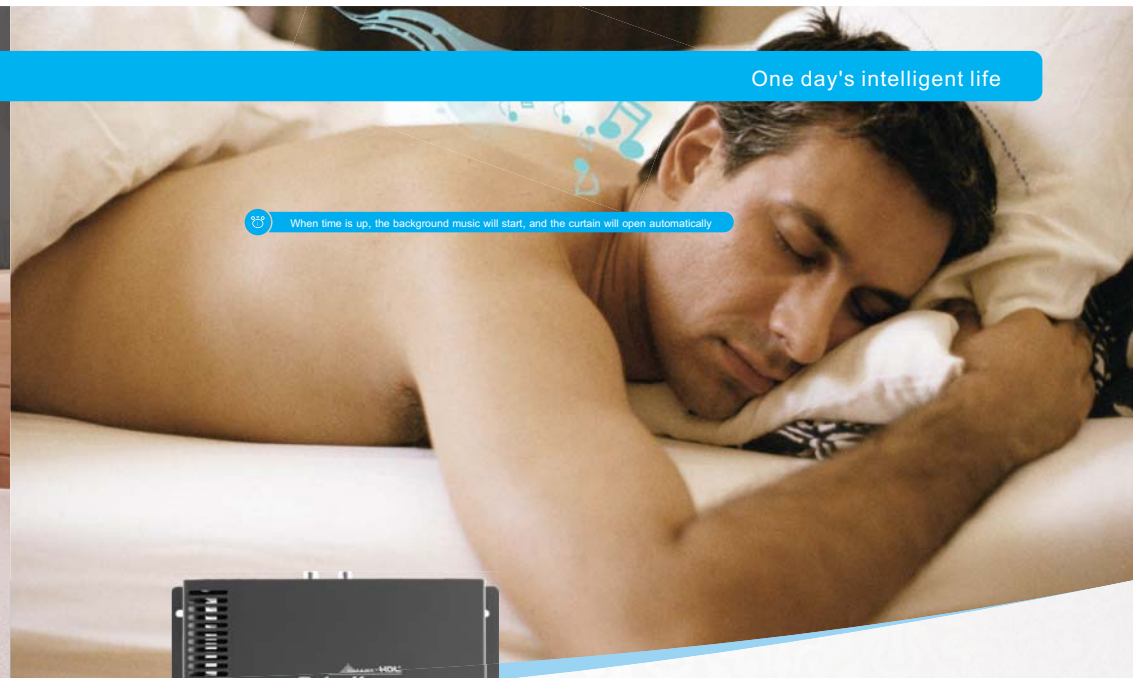 One day's intelligent life
When time is up, the background music will start, and the curtain will open automatically
HDL